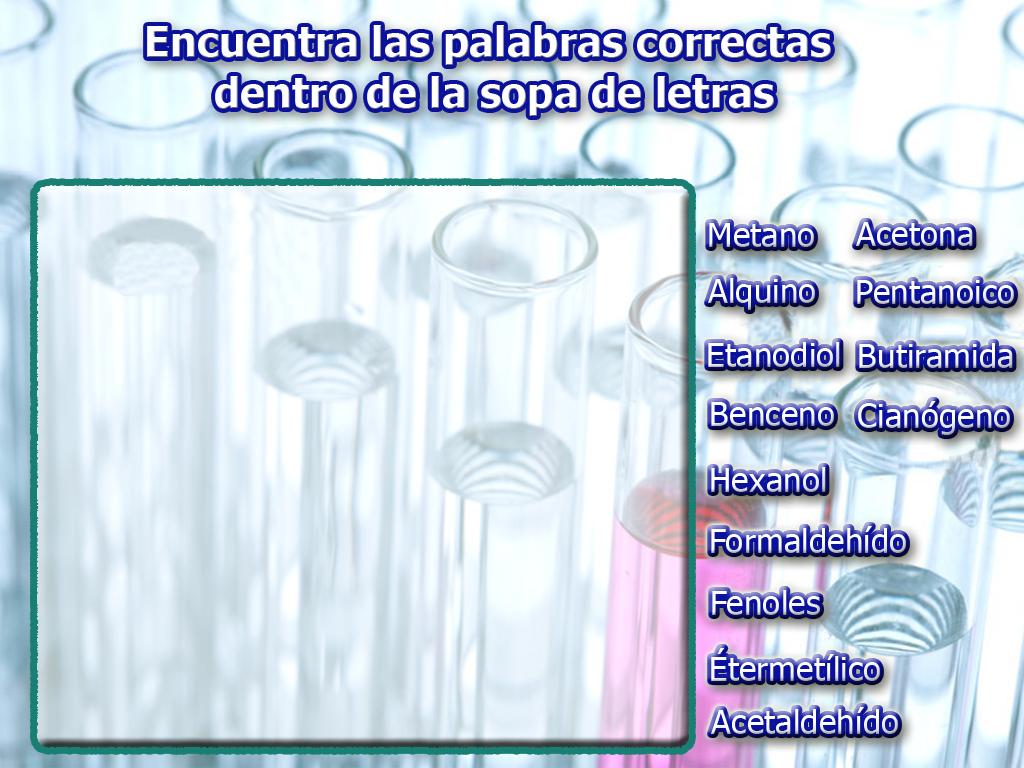 Encuentra las palabras correctas
dentro de la sopa de letras
Metano Acetona
Alquino Pentanoico
Etanodiol Butiramida
Benceno Cianógeno
Hexanol
Formaldehído
Fenoles
Étermetílico
Acetaldehído